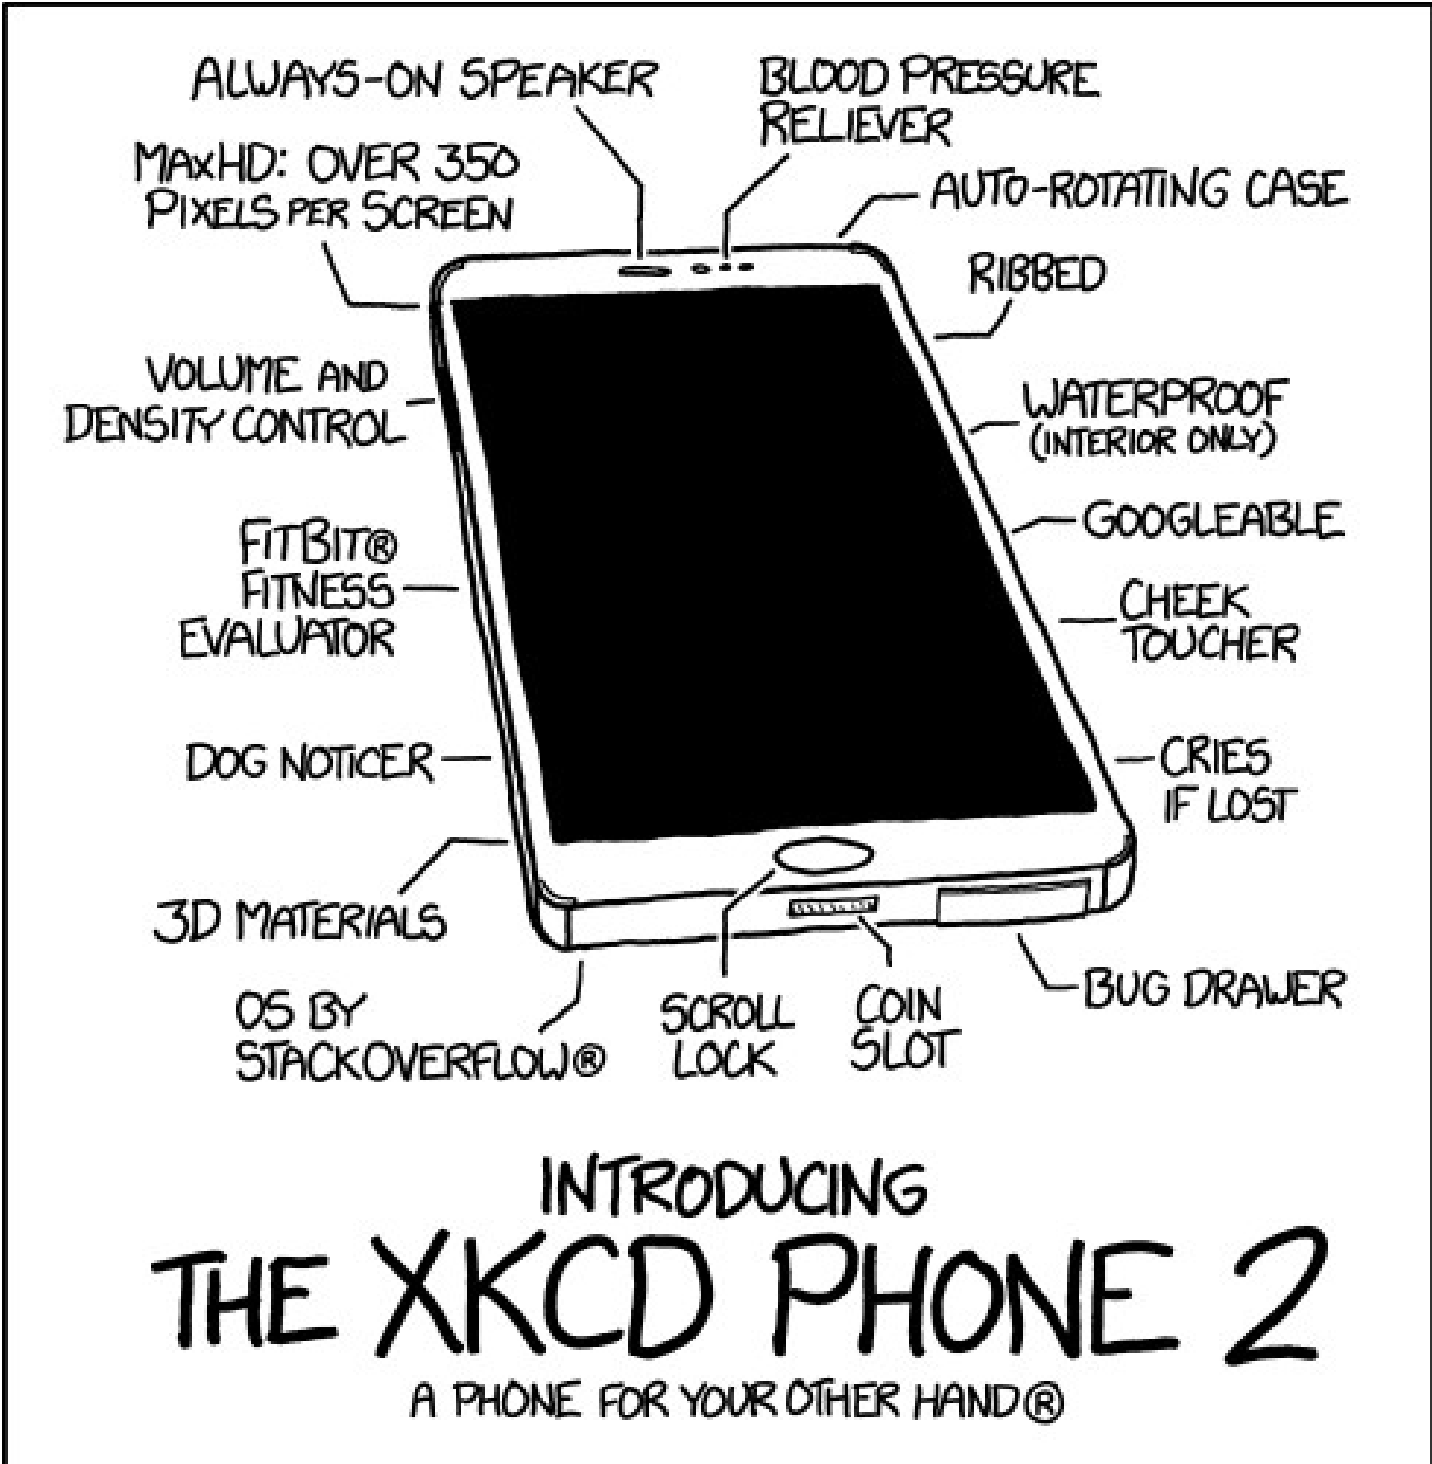 ALWAYS-ON SPEAKER
BLOOD PRESSURE
RELIEVER
MAXHD: OVER 350
PIXELS PER SCREEN
AUTO-ROTATING CASE
RIBBED
VOLUME AND
DENSITY CONTROL
WATERPROOF
(INTERIOR ONLY)
FITBIT®
FITNESS
EVALUATOR
GOOGLEABLE
CHEEK
TOUCHER
DOG NOTICER
CRIES
IF LOST
3D MATERIALS
OS BY
STACKOVERFLOW®
SCROLL
LOCK
COIN
SLOT
BUG DRAWER
INTRODUCING
THE XKCD PHONE 2
A PHONE FOR YOUR OTHER HAND®